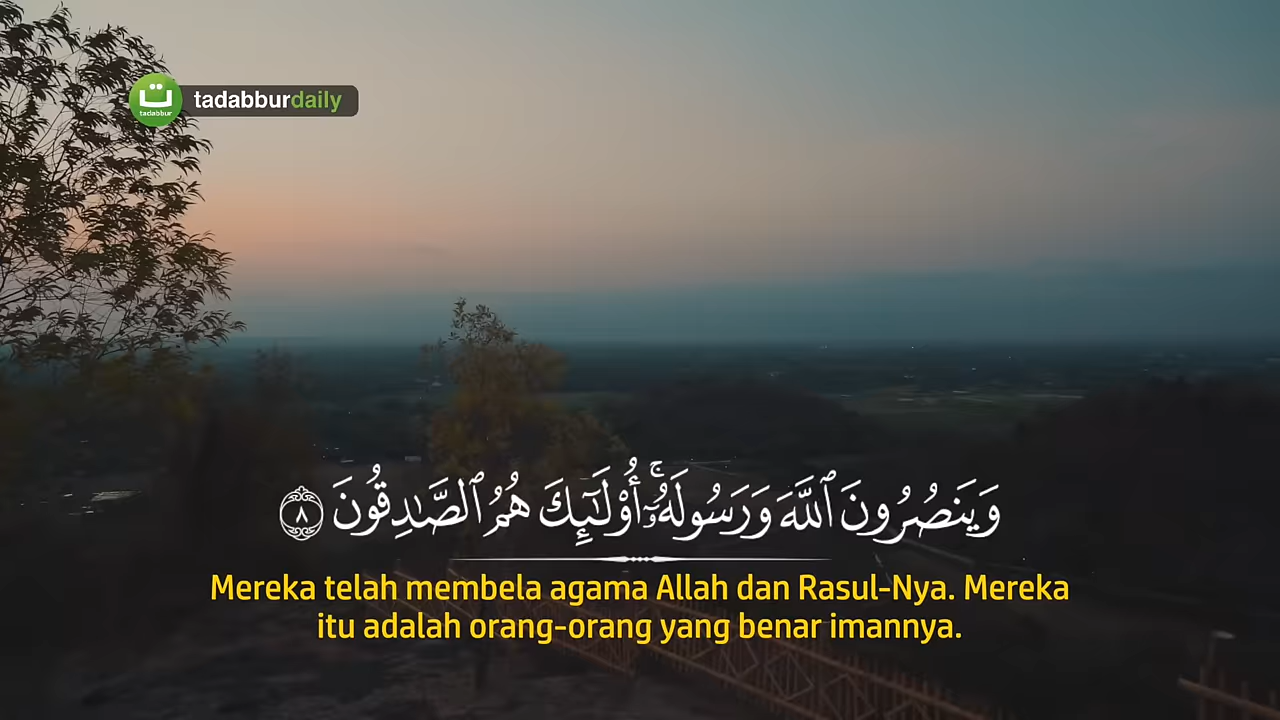 ت
tadabbur
tadabburdaily
وَيَنصُرُونَ ٱللَّهَ وَرَسُولَهُۥٓ ۚ أُو۟لَـٰٓئِكَ هُمُ ٱلصَّـٰدِقُونَ ٨
Mereka telah membela agama Allah dan Rasul-Nya. Mereka
itu adalah orang-orang yang benar imannya.